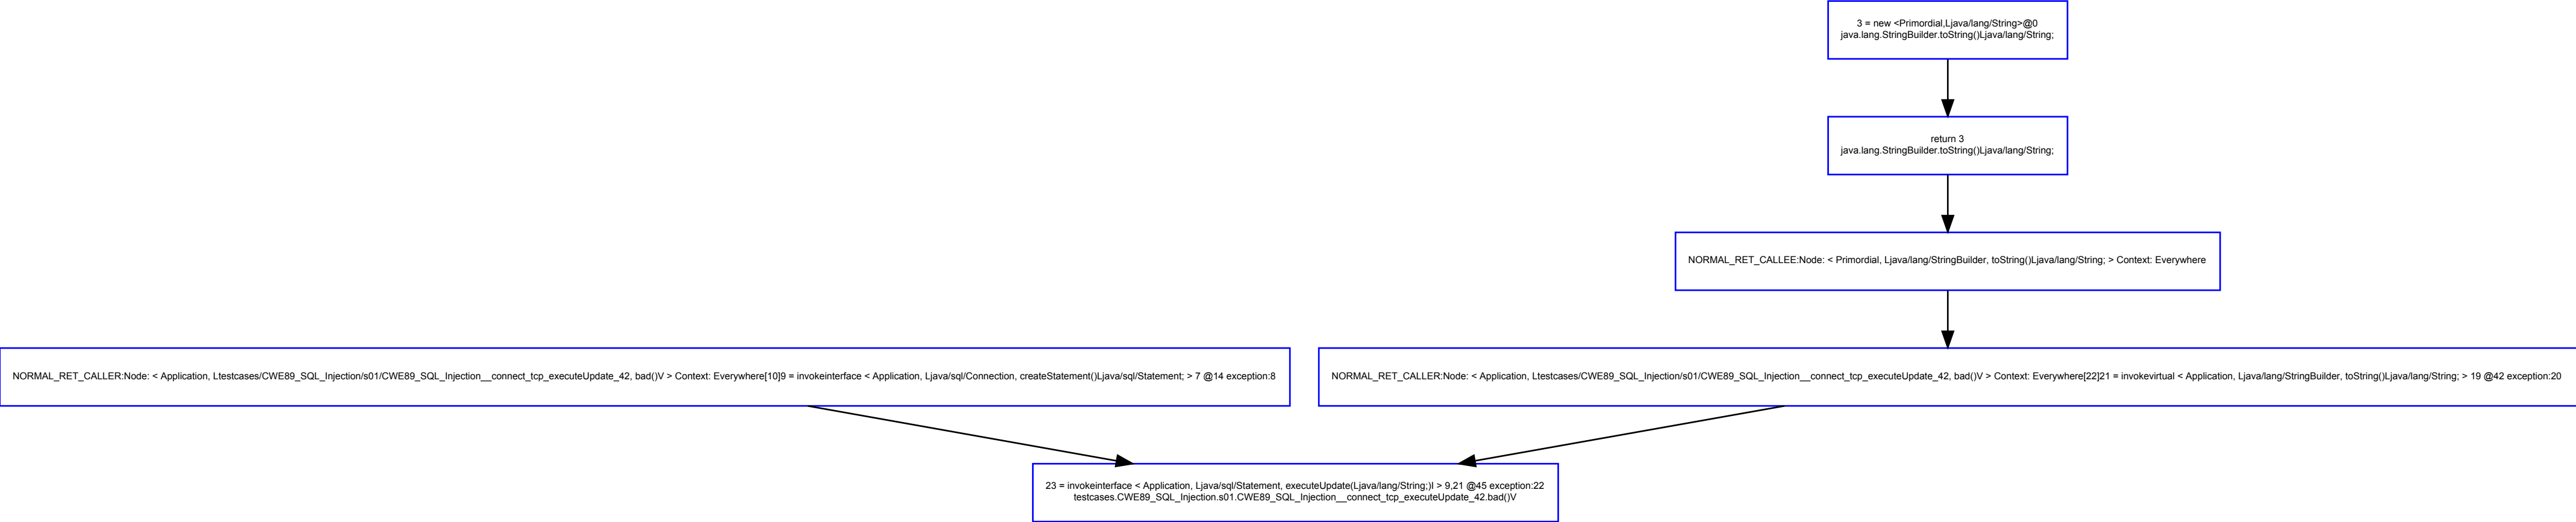 3 = new <Primordial,Ljava/lang/String>@0
java.lang.StringBuilder.toString()Ljava/lang/String;
return 3
java.lang.StringBuilder.toString()Ljava/lang/String;
NORMAL_RET_CALLEE:Node: < Primordial, Ljava/lang/StringBuilder, toString()Ljava/lang/String; > Context: Everywhere
NORMAL_RET_CALLER:Node: < Application, Ltestcases/CWE89_SQL_Injection/s01/CWE89_SQL_Injection__connect_tcp_executeUpdate_42, bad()V > Context: Everywhere[10]9 = invokeinterface < Application, Ljava/sql/Connection, createStatement()Ljava/sql/Statement; > 7 @14 exception:8
NORMAL_RET_CALLER:Node: < Application, Ltestcases/CWE89_SQL_Injection/s01/CWE89_SQL_Injection__connect_tcp_executeUpdate_42, bad()V > Context: Everywhere[22]21 = invokevirtual < Application, Ljava/lang/StringBuilder, toString()Ljava/lang/String; > 19 @42 exception:20
23 = invokeinterface < Application, Ljava/sql/Statement, executeUpdate(Ljava/lang/String;)I > 9,21 @45 exception:22
testcases.CWE89_SQL_Injection.s01.CWE89_SQL_Injection__connect_tcp_executeUpdate_42.bad()V